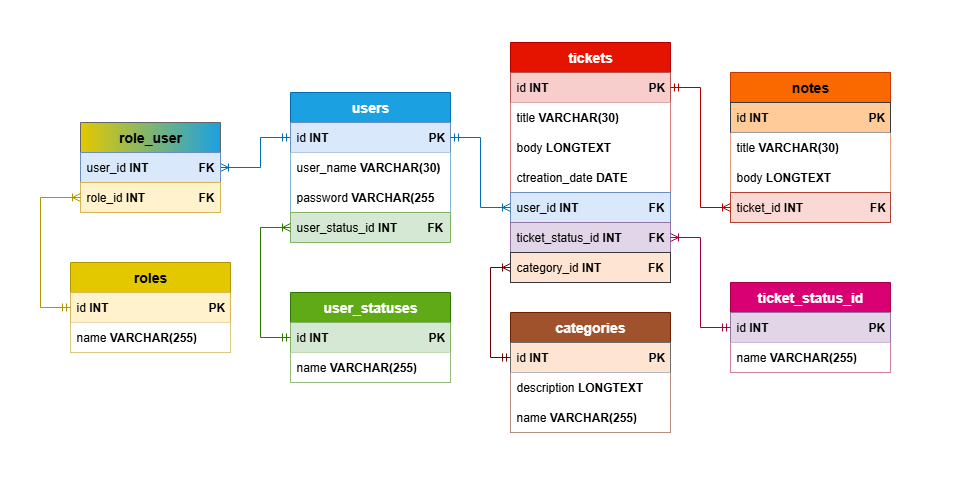 role_user
user_id INT FK
role_id INT FK
roles
id INT PK
name VARCHAR(255)
users
id INT PK
user_name VARCHAR(30)
password VARCHAR(255
user_status_id INT FK
user_statuses
id INT PK
name VARCHAR(255)
tickets
id INT PK
title VARCHAR(30)
body LONGTEXT
ctreation_date DATE
user_id INT FK
ticket_status_id INT FK
category_id INT FK
categories
id INT PK
description LONGTEXT
name VARCHAR(255)
notes
id INT PK
title VARCHAR(30)
body LONGTEXT
ticket_id INT FK
ticket_status_id
id INT PK
name VARCHAR(255)